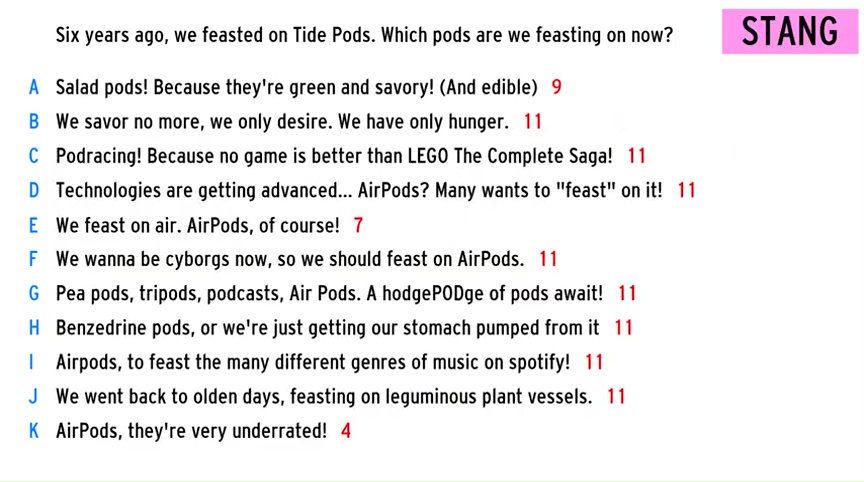 Six years ago, we feasted on Tide Pods. Which pods are we feasting on now?
STANG
A Salad pods! Because they're green and savory! (And edible) 9
B We savor no more, we only desire. We have only hunger. 11
C Podracing! Because no game is better than LEGO The Complete Saga! 11
D Technologies are getting advanced... AirPods? Many wants to "feast" on it! 11
E We feast on air. AirPods, of course! 7
F We wanna be cyborgs now, so we should feast on AirPods. 11
G Pea pods, tripods, podcasts, Air Pods. A hodgePODge of pods await! 11
H Benzedrine pods, or we're just getting our stomach pumped from it 11
I Airpods, to feast the many different genres of music on spotify! 11
J We went back to olden days, feasting on leguminous plant vessels. 11
K AirPods, they're very underrated! 4